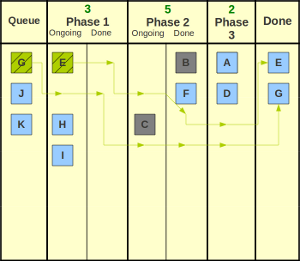 3 5 2
Queue Phase 1 Phase 2 Phase 3 Done
Ongoing Done Ongoing Done
G E B A E
J F D G
K H C
I